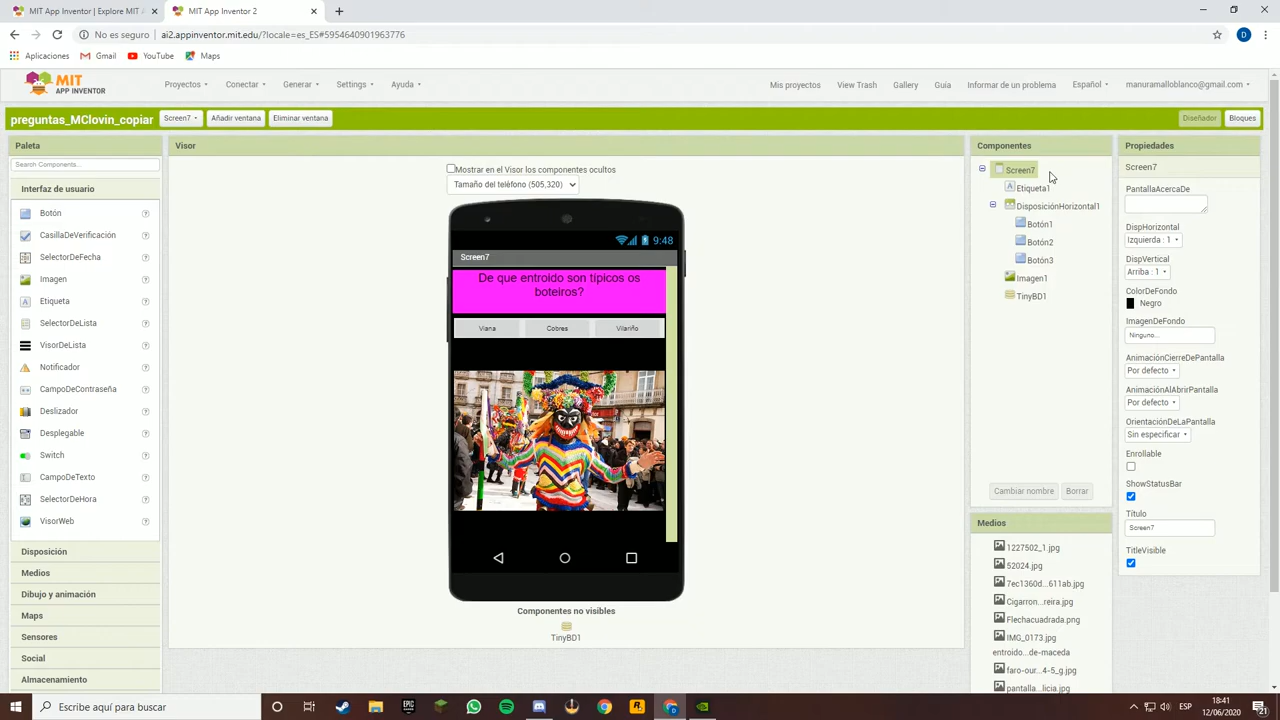 MIT App Inventor | Explore MIT A
MIT App Inventor 2
No es seguro | ai2.appinventor.mit.edu/?locale=es_ES#5954640901963776
D
Aplicaciones Gmail YouTube Maps
MIT
APP INVENTOR
Proyectos Conectar Generar Settings Ayuda
Mis proyectos View Trash Gallery Guía Informar de un problema Español manuramalloblanco@gmail.com
preguntas_MClovin_copiar Screen7 Añadir ventana Eliminar ventana Diseñador Bloques
Paleta
Search Components...
Interfaz de usuario
Botón
CasillaDeVerificación
SelectorDeFecha
Imagen
Etiqueta
SelectorDeLista
VisorDeLista
Notificador
CampoDeContraseña
Deslizador
Desplegable
Switch
CampoDeTexto
SelectorDeHora
VisorWeb
Disposición
Medios
Dibujo y animación
Maps
Sensores
Social
Almacenamiento
Visor
Mostrar en el Visor los componentes ocultos
Tamaño del teléfono (505,320)
9:48
Screen7
De que entroido son típicos os
boteiros?
Viana Cobres Vilariño
Componentes no visibles
TinyBD1
Componentes
Screen7
Etiqueta1
DisposiciónHorizontal1
Botón1
Botón2
Botón3
Imagen1
TinyBD1
Cambiar nombre Borrar
Medios
1227502_1.jpg
52024.jpg
7ec1360d...611ab.jpg
Cigarron...reira.jpg
Flechacuadrada.png
IMG_0173.jpg
entroido...de-maceda
faro-our...4-5_g.jpg
pantalla...licia.jpg
Propiedades
Screen7
PantallaAcercaDe
DispHorizontal
Izquierda : 1
DispVertical
Arriba : 1
ColorDeFondo
Negro
ImagenDeFondo
Ninguno...
AnimaciónCierreDePantalla
Por defecto
AnimaciónAlAbrirPantalla
Por defecto
OrientaciónDeLaPantalla
Sin especificar
Enrollable
ShowStatusBar
Título
Screen7
TitleVisible
Escribe aquí para buscar
ESP
18:41
12/06/2020